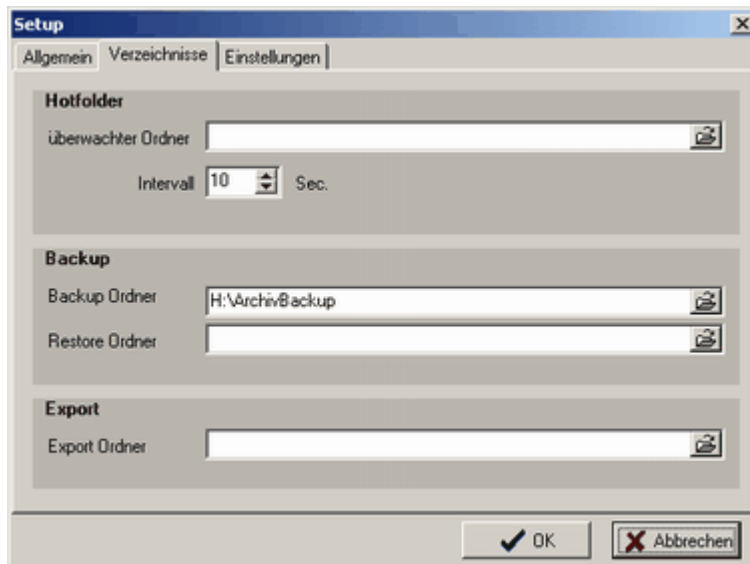 Setup
Allgemein Verzeichnisse Einstellungen
Hotfolder
überwachter Ordner
Intervall 10 Sec.
Backup
Backup Ordner H:\ArchivBackup
Restore Ordner
Export
Export Ordner
OK Abbrechen